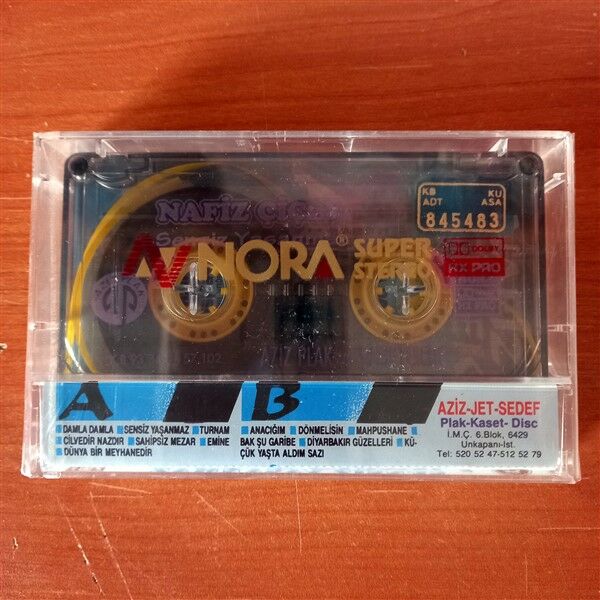 KB
ADT
KÜ
ASA
845483
NAFİZ
NORA®
SUPER
STEREO
DOLBY
HX PRO
AZİZ PLAK
A
DAMLA DAMLA SENSİZ YAŞANMAZ TURNAM
CİLVEDİR NAZDIR SAHİPSİZ MEZAR EMİNE
DÜNYA BİR MEYHANEDİR
B
ANACIĞIM DÖNMELİSİN MAHPUSHANE
BAK ŞU GARİBE DİYARBAKIR GÜZELLERİ KÜ-
ÇÜK YAŞTA ALDIM SAZI
AZİZ-JET-SEDEF
Plak-Kaset- Disc
İ.M.Ç. 6.Blok, 6429
Unkapanı-İst.
Tel: 520 52 47-512 52 79